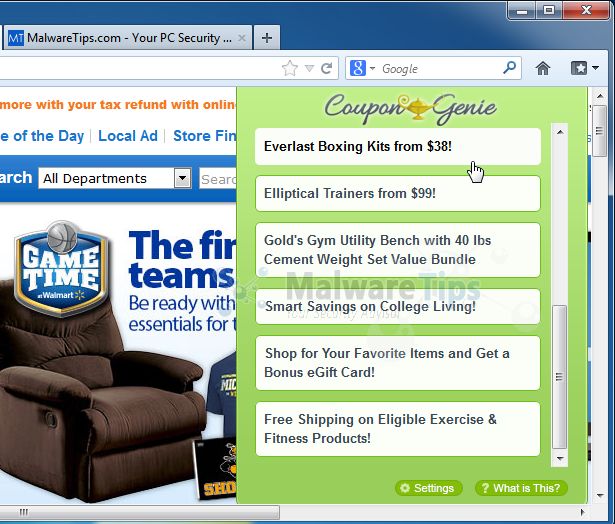 MT MalwareTips.com - Your PC Security ...
Google
more with your tax refund with onlin
e of the Day Local Ad Store Fin
arch All Departments Searc
GAME
TIME
at Walmart
The fin
teams
Be ready with
essentials for t
SHO
Coupon Genie
Everlast Boxing Kits from $38!
Elliptical Trainers from $99!
Gold's Gym Utility Bench with 40 lbs
Cement Weight Set Value Bundle
MalwareTips
Your Security Advisor
Smart Savings on College Living!
Shop for Your Favorite Items and Get a
Bonus eGift Card!
Free Shipping on Eligible Exercise &
Fitness Products!
Settings
? What is This?